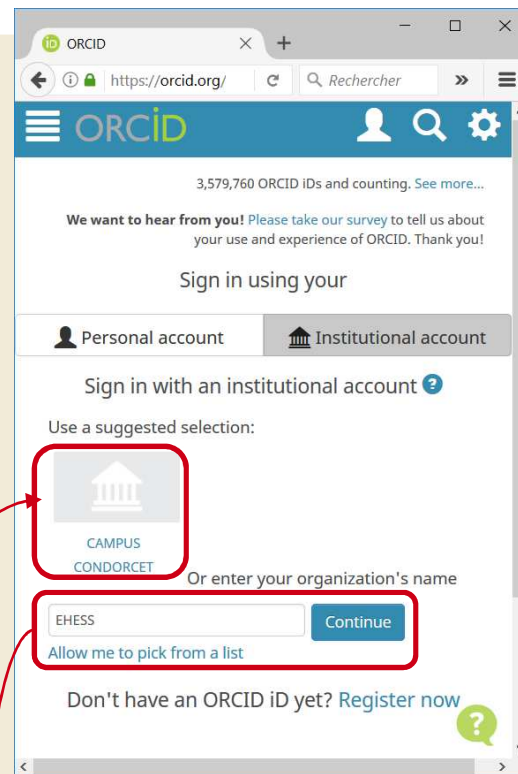 ORCID
https://orcid.org/
Rechercher
ORCID
3,579,760 ORCID iDs and counting. See more...
We want to hear from you! Please take our survey to tell us about
your use and experience of ORCID. Thank you!
Sign in using your
Personal account
Institutional account
Sign in with an institutional account ?
Use a suggested selection:
CAMPUS
CONDORCET
Or enter your organization's name
EHESS
Continue
Allow me to pick from a list
Don't have an ORCID iD yet? Register now
?